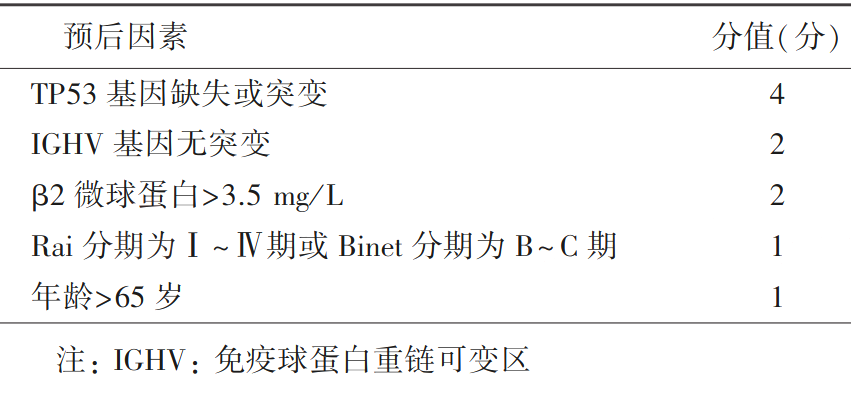 预后因素 分值(分)
TP53 基因缺失或突变 4
IGHV 基因无突变 2
β2 微球蛋白>3.5 mg/L 2
Rai 分期为Ⅰ~Ⅳ期或 Binet 分期为 B~C 期 1
年龄>65 岁 1
注: IGHV: 免疫球蛋白重链可变区